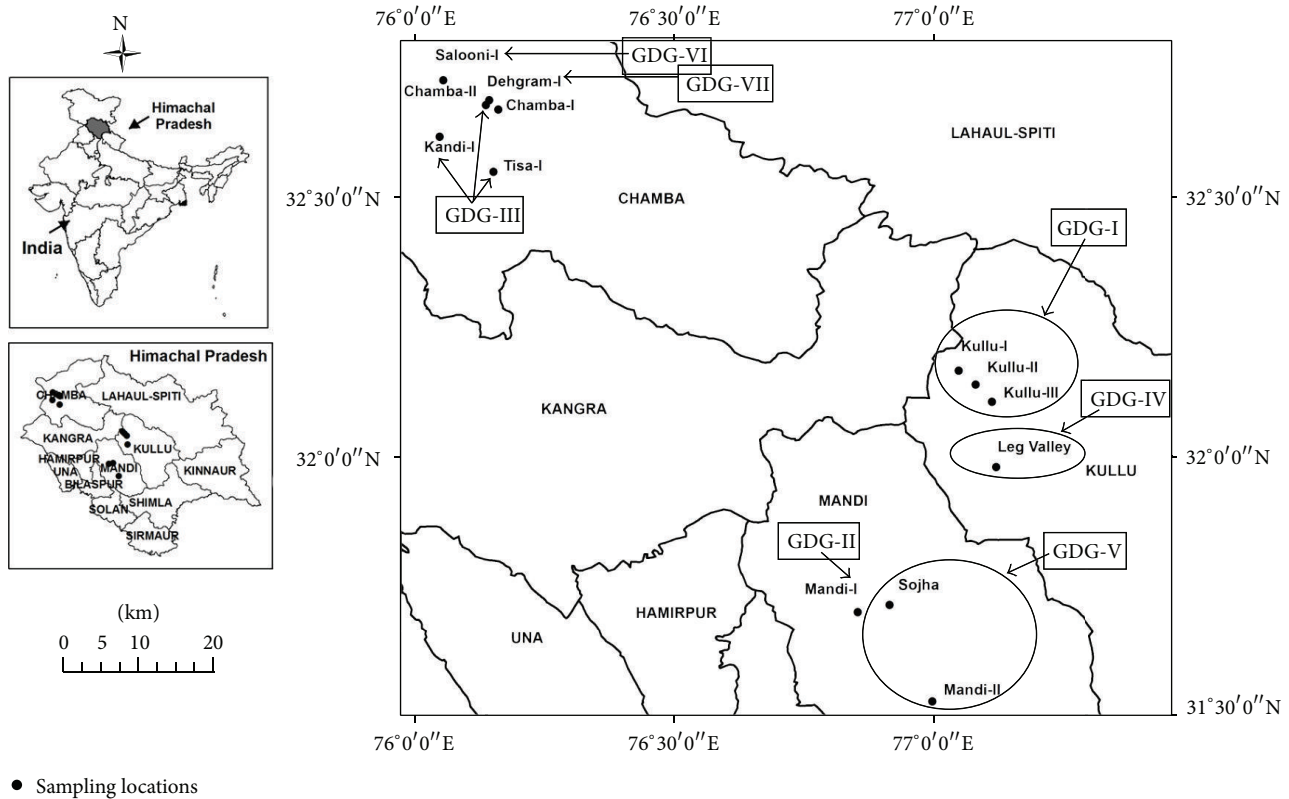 N
Himachal
Pradesh
India
Himachal Pradesh
CHAMBA
LAHAUL-SPITI
KANGRA
KULLU
HAMIRPUR
MANDI
UNA
KINNAUR
BILASPUR
SHIMLA
SOLAN
SIRMAUR
(km)
0 5 10 20
Sampling locations
76°0′0″E 76°30′0″E 77°0′0″E
Salooni-I
GDG-VI
Dehgram-I
GDG-VII
Chamba-II
Chamba-I
LAHAUL-SPITI
Kandi-I
Tisa-I
32°30′0″N
CHAMBA
32°30′0″N
GDG-III
GDG-I
Kullu-I
Kullu-II
Kullu-III
GDG-IV
KANGRA
Leg Valley
32°0′0″N
32°0′0″N
KULLU
MANDI
GDG-II
GDG-V
Mandi-I
Sojha
HAMIRPUR
UNA
Mandi-II
31°30′0″N
76°0′0″E 76°30′0″E 77°0′0″E